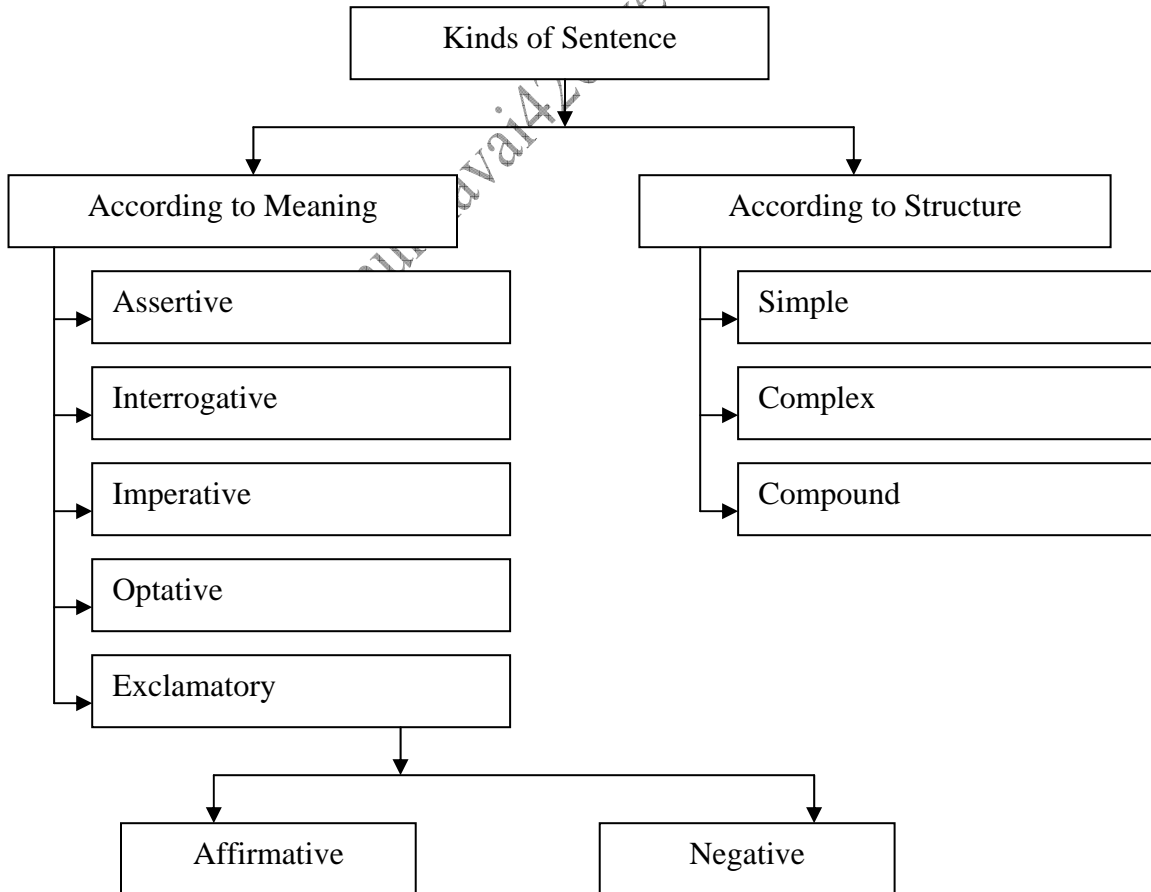 Kinds of Sentence
According to Meaning
According to Structure
Assertive
Simple
Interrogative
Complex
Imperative
Compound
Optative
Exclamatory
Affirmative
Negative